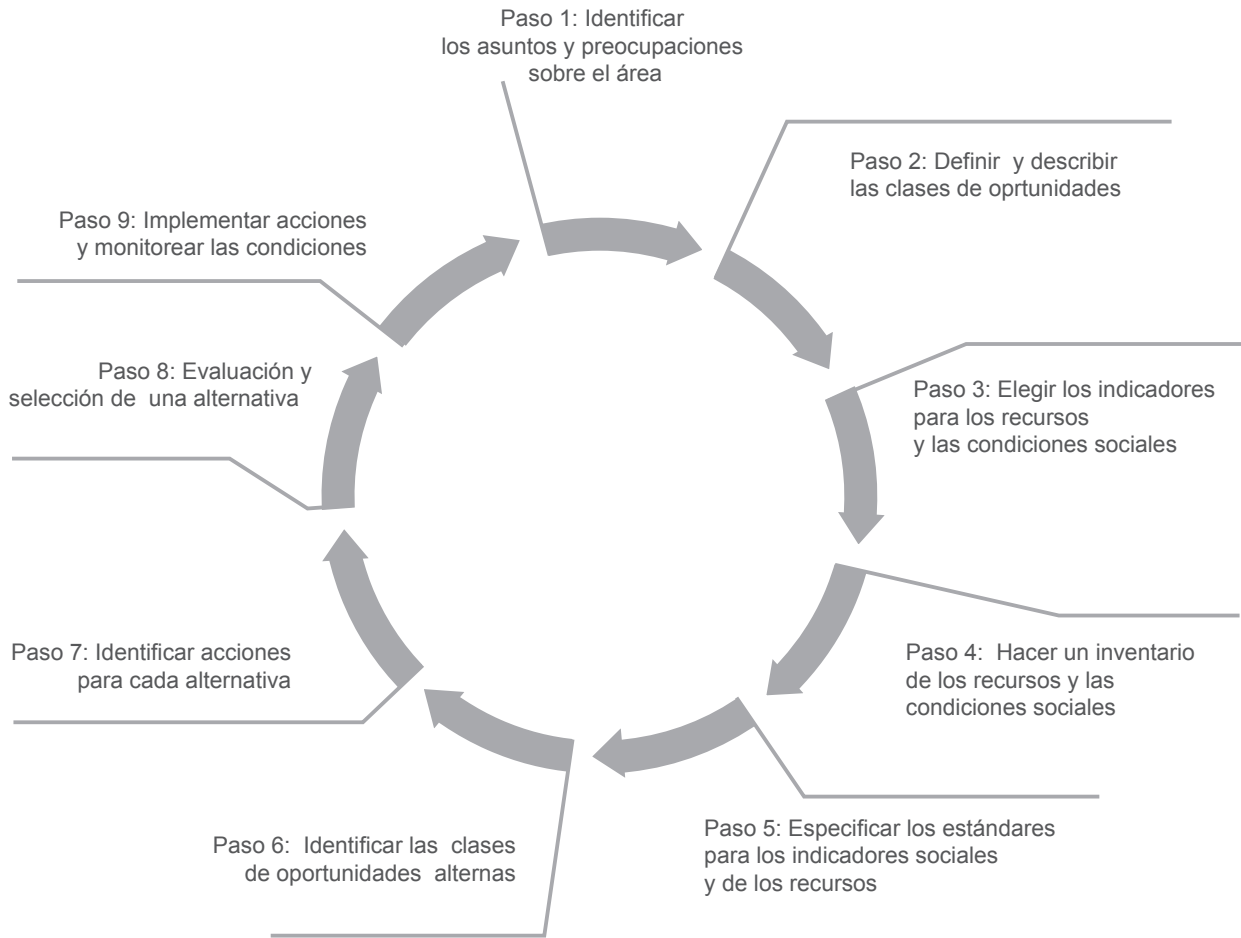 Paso 1: Identificar
los asuntos y preocupaciones
sobre el área
Paso 2: Definir y describir
las clases de oprtunidades
Paso 3: Elegir los indicadores
para los recursos
y las condiciones sociales
Paso 4: Hacer un inventario
de los recursos y las
condiciones sociales
Paso 5: Especificar los estándares
para los indicadores sociales
y de los recursos
Paso 6: Identificar las clases
de oportunidades alternas
Paso 7: Identificar acciones
para cada alternativa
Paso 8: Evaluación y
selección de una alternativa
Paso 9: Implementar acciones
y monitorear las condiciones